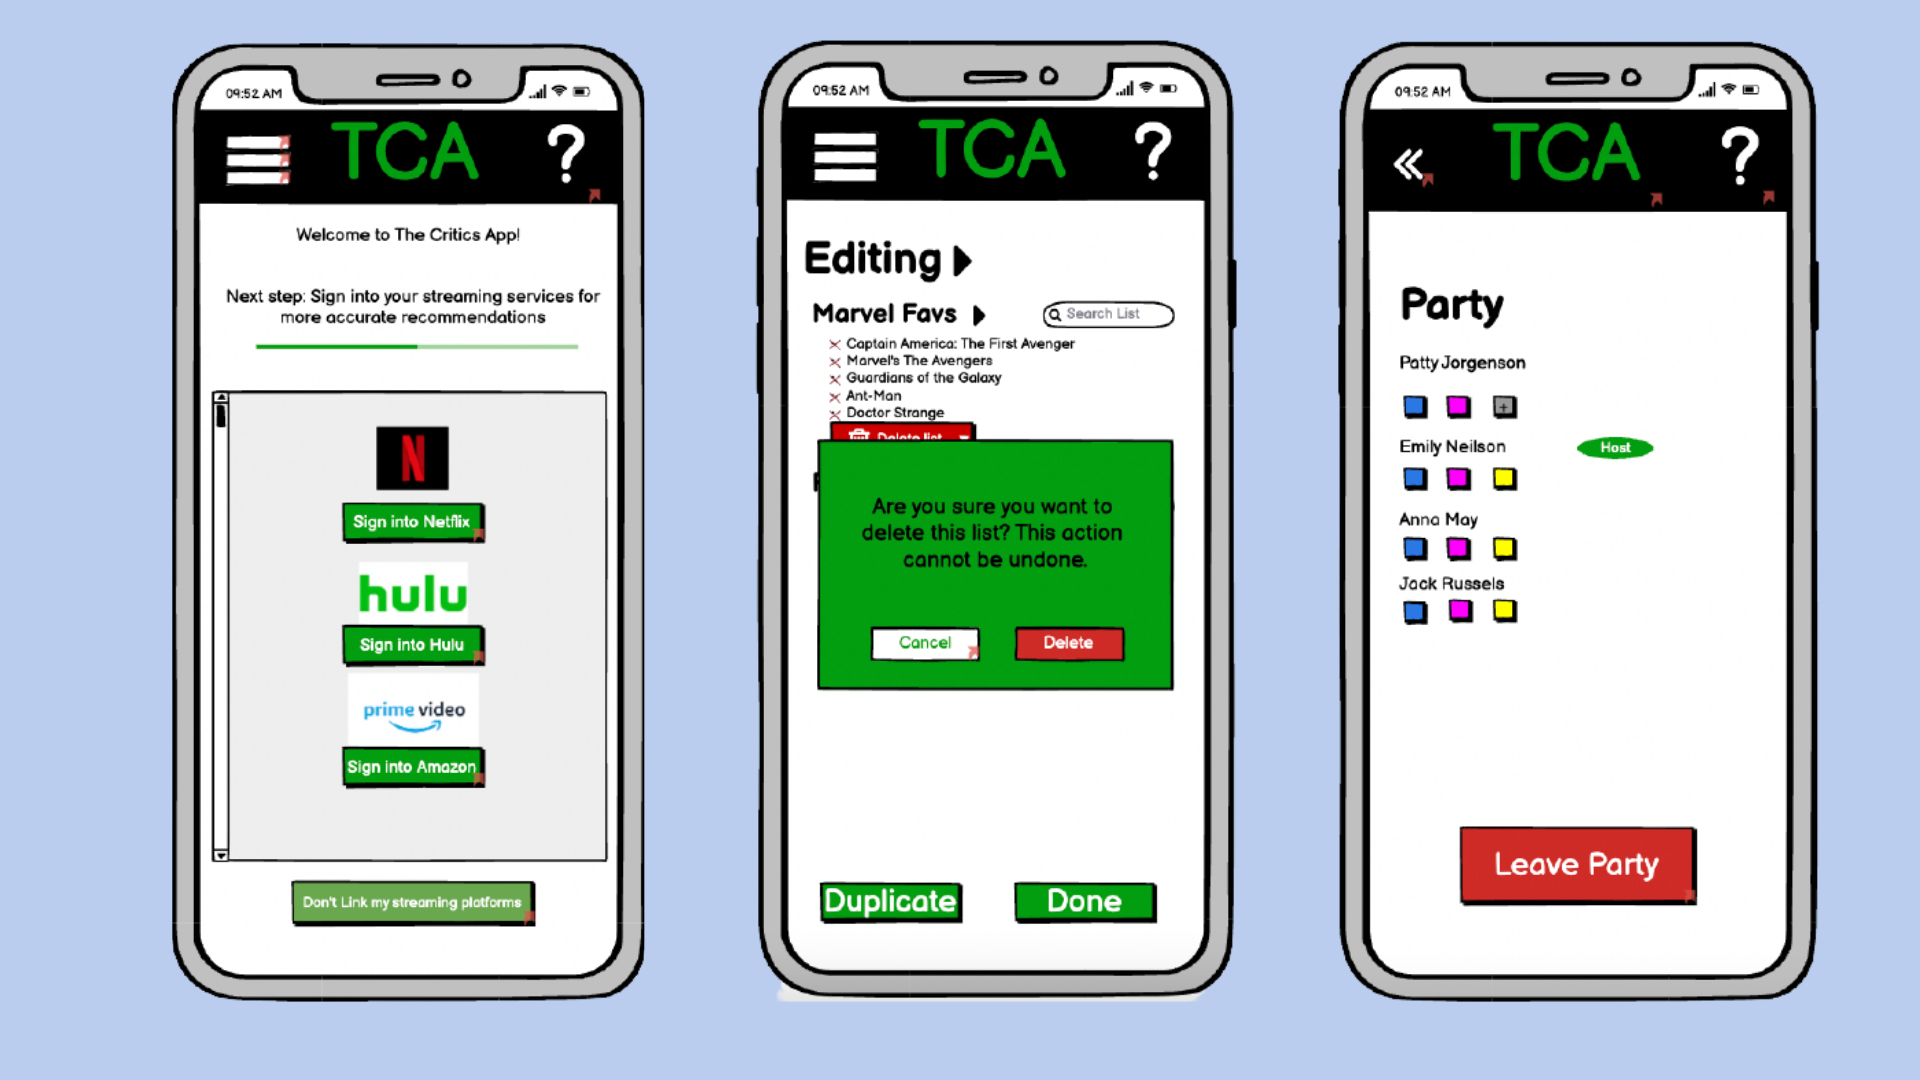 09:52 AM
TCA
?
Welcome to The Critics App!
Next step: Sign into your streaming services for
more accurate recommendations
N
Sign into Netflix
hulu
Sign into Hulu
prime video
Sign into Amazon
Don't Link my streaming platforms
09:52 AM
TCA
?
Editing
Marvel Favs
Search List
Captain America: The First Avenger
Marvel's The Avengers
Guardians of the Galaxy
Ant-Man
Doctor Strange
Delete list
Are you sure you want to
delete this list? This action
cannot be undone.
Cancel
Delete
Duplicate
Done
09:52 AM
TCA
?
Party
Patty Jorgenson
+
Emily Neilson
Host
Anna May
Jack Russels
Leave Party